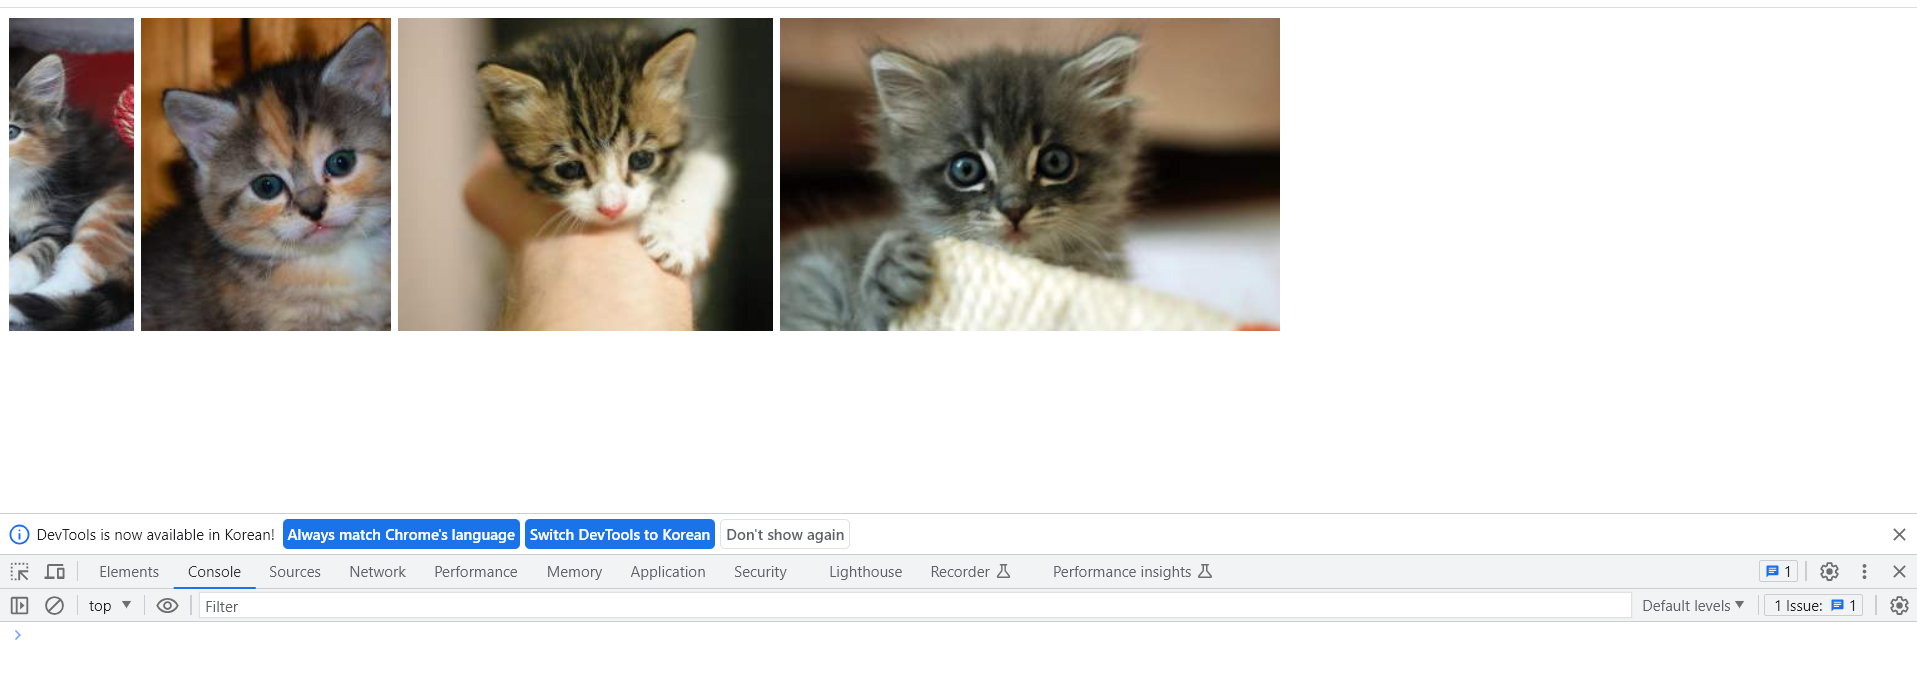 DevTools is now available in Korean! Always match Chrome's language Switch DevTools to Korean Don't show again
Elements Console Sources Network Performance Memory Application Security Lighthouse Recorder Performance insights 1
top Filter Default levels 1 Issue: 1